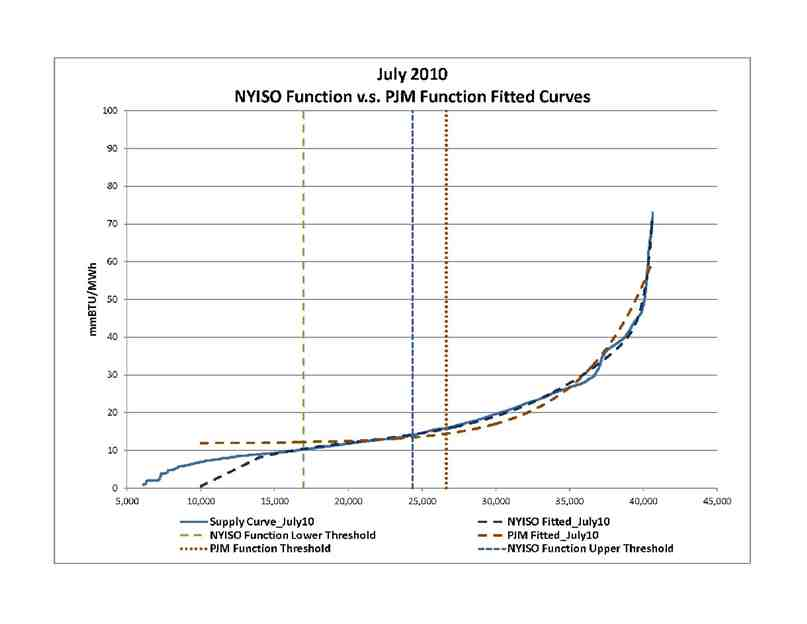 July 2010
NYISO Function v.s. PJM Function Fitted Curves
100
90
80
70
60
50
40
30
20
10
0
mmBTU/MWh
5,000 10,000 15,000 20,000 25,000 30,000 35,000 40,000 45,000
Supply Curve_July10 NYISO Fitted_July10
NYISO Function Lower Threshold PJM Fitted_July10
PJM Function Threshold NYISO Function Upper Threshold